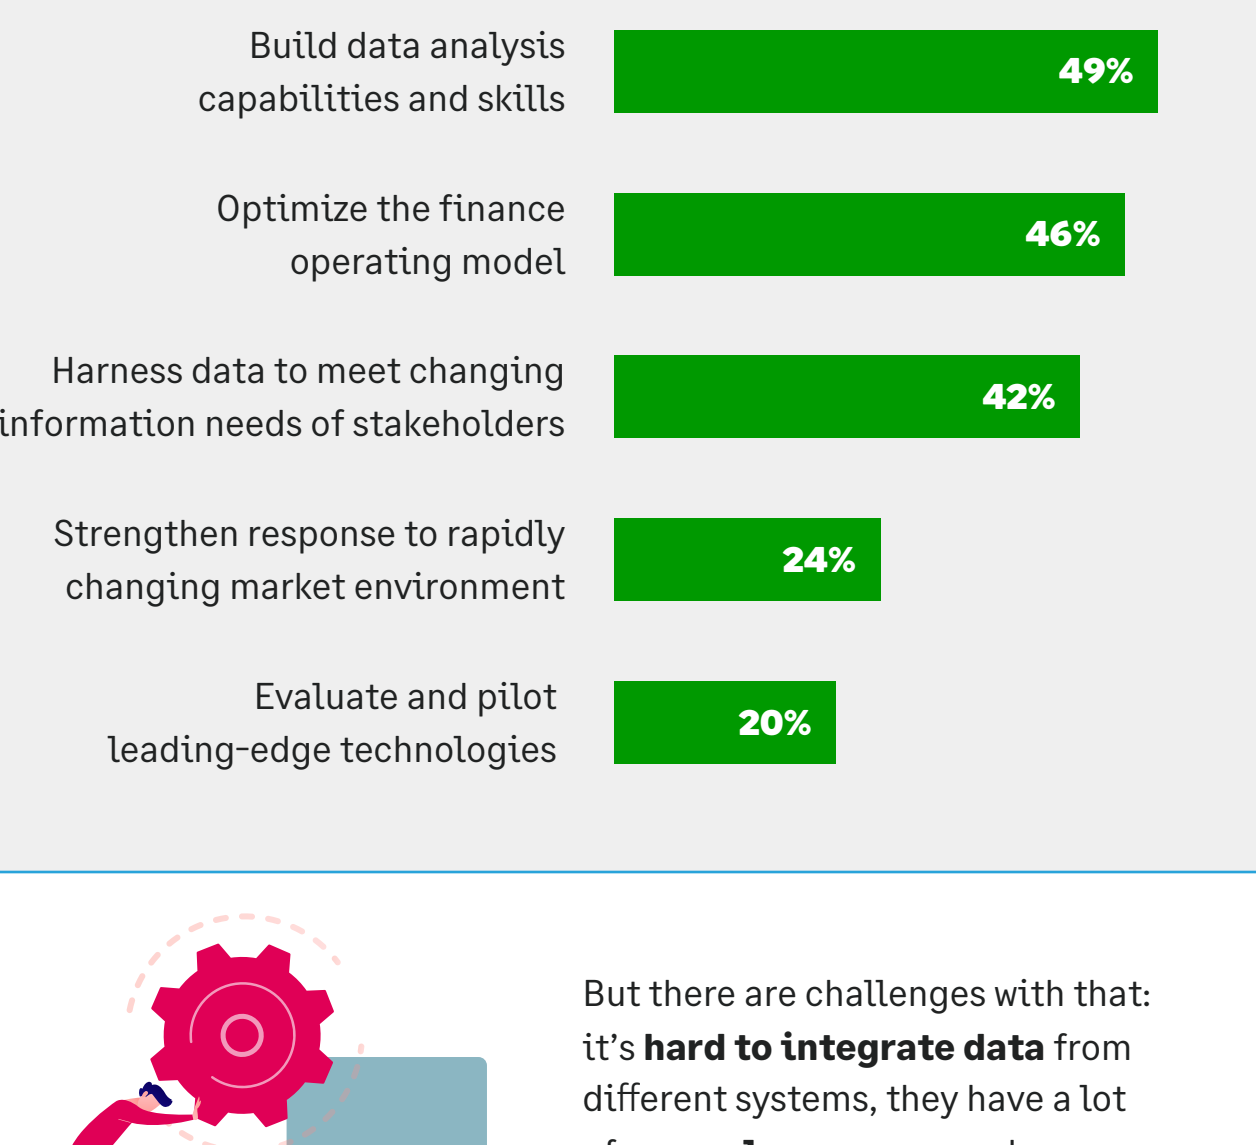 Build data analysis
capabilities and skills
49%
Optimize the finance
operating model
46%
Harness data to meet changing
information needs of stakeholders
42%
Strengthen response to rapidly
changing market environment
24%
Evaluate and pilot
leading-edge technologies
20%
But there are challenges with that:
it's hard to integrate data from
different systems, they have a lot